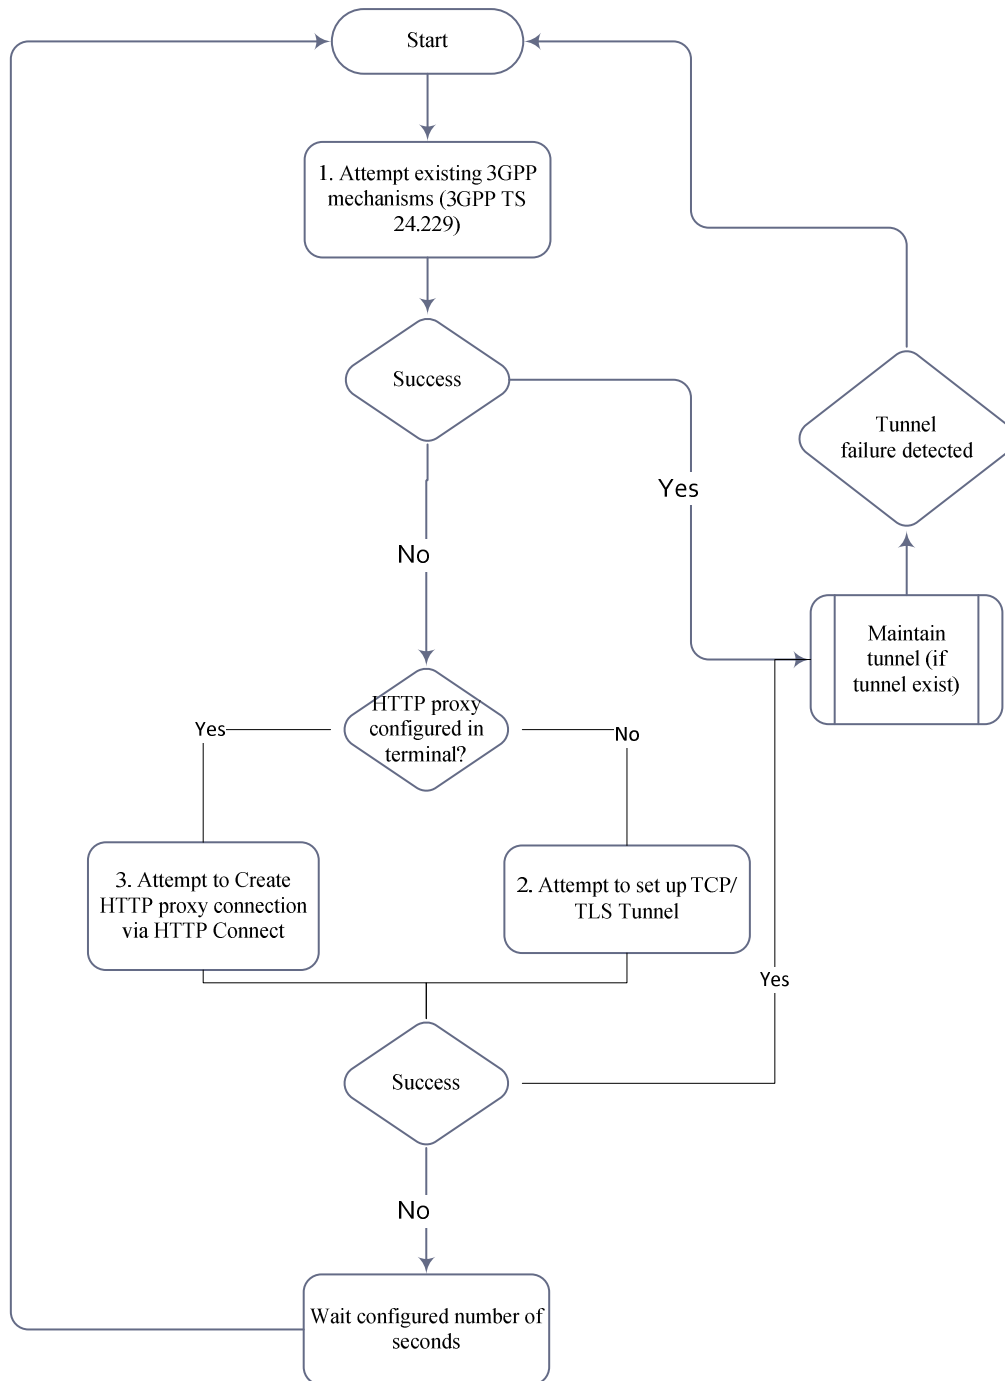 Start
1. Attempt existing 3GPP
mechanisms (3GPP TS
24.229)
Success
Tunnel
failure detected
Yes
No
Maintain
tunnel (if
tunnel exist)
HTTP proxy
configured in
terminal?
Yes
No
3. Attempt to Create
HTTP proxy connection
via HTTP Connect
2. Attempt to set up TCP/
TLS Tunnel
Yes
Success
No
Wait configured number of
seconds